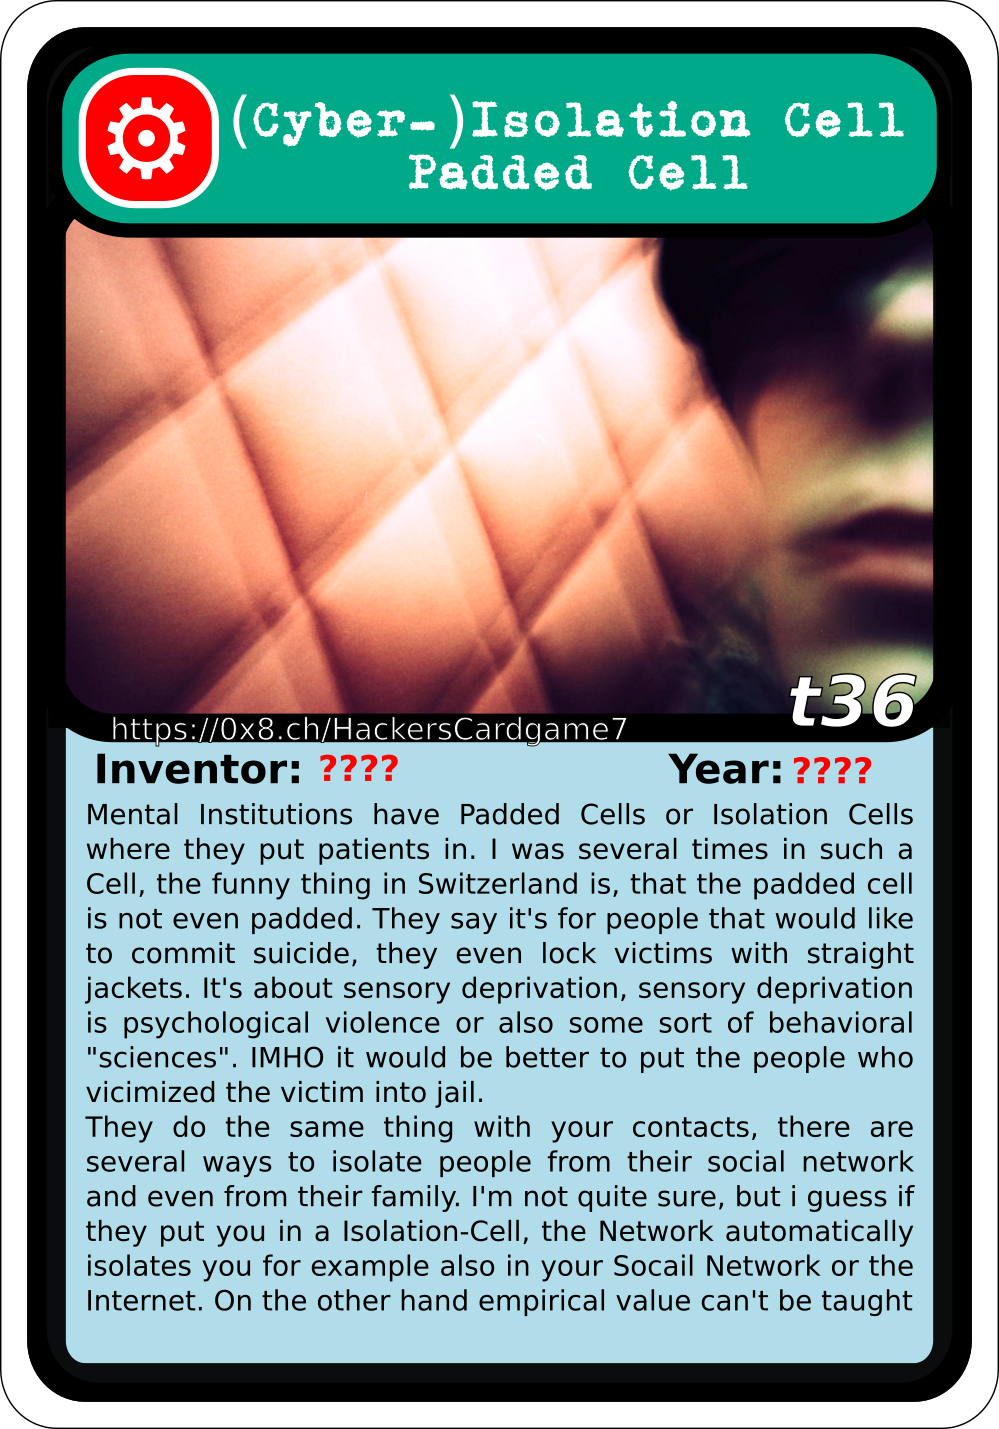 (Cyber-)Isolation Cell
Padded Cell
t36
https://0x8.ch/HackersCardgame7
Inventor: ???? Year: ????
Mental Institutions have Padded Cells or Isolation Cells
where they put patients in. I was several times in such a
Cell, the funny thing in Switzerland is, that the padded cell
is not even padded. They say it's for people that would like
to commit suicide, they even lock victims with straight
jackets. It's about sensory deprivation, sensory deprivation
is psychological violence or also some sort of behavioral
"sciences". IMHO it would be better to put the people who
vicimized the victim into jail.
They do the same thing with your contacts, there are
several ways to isolate people from their social network
and even from their family. I'm not quite sure, but i guess if
they put you in a Isolation-Cell, the Network automatically
isolates you for example also in your Socail Network or the
Internet. On the other hand empirical value can't be taught